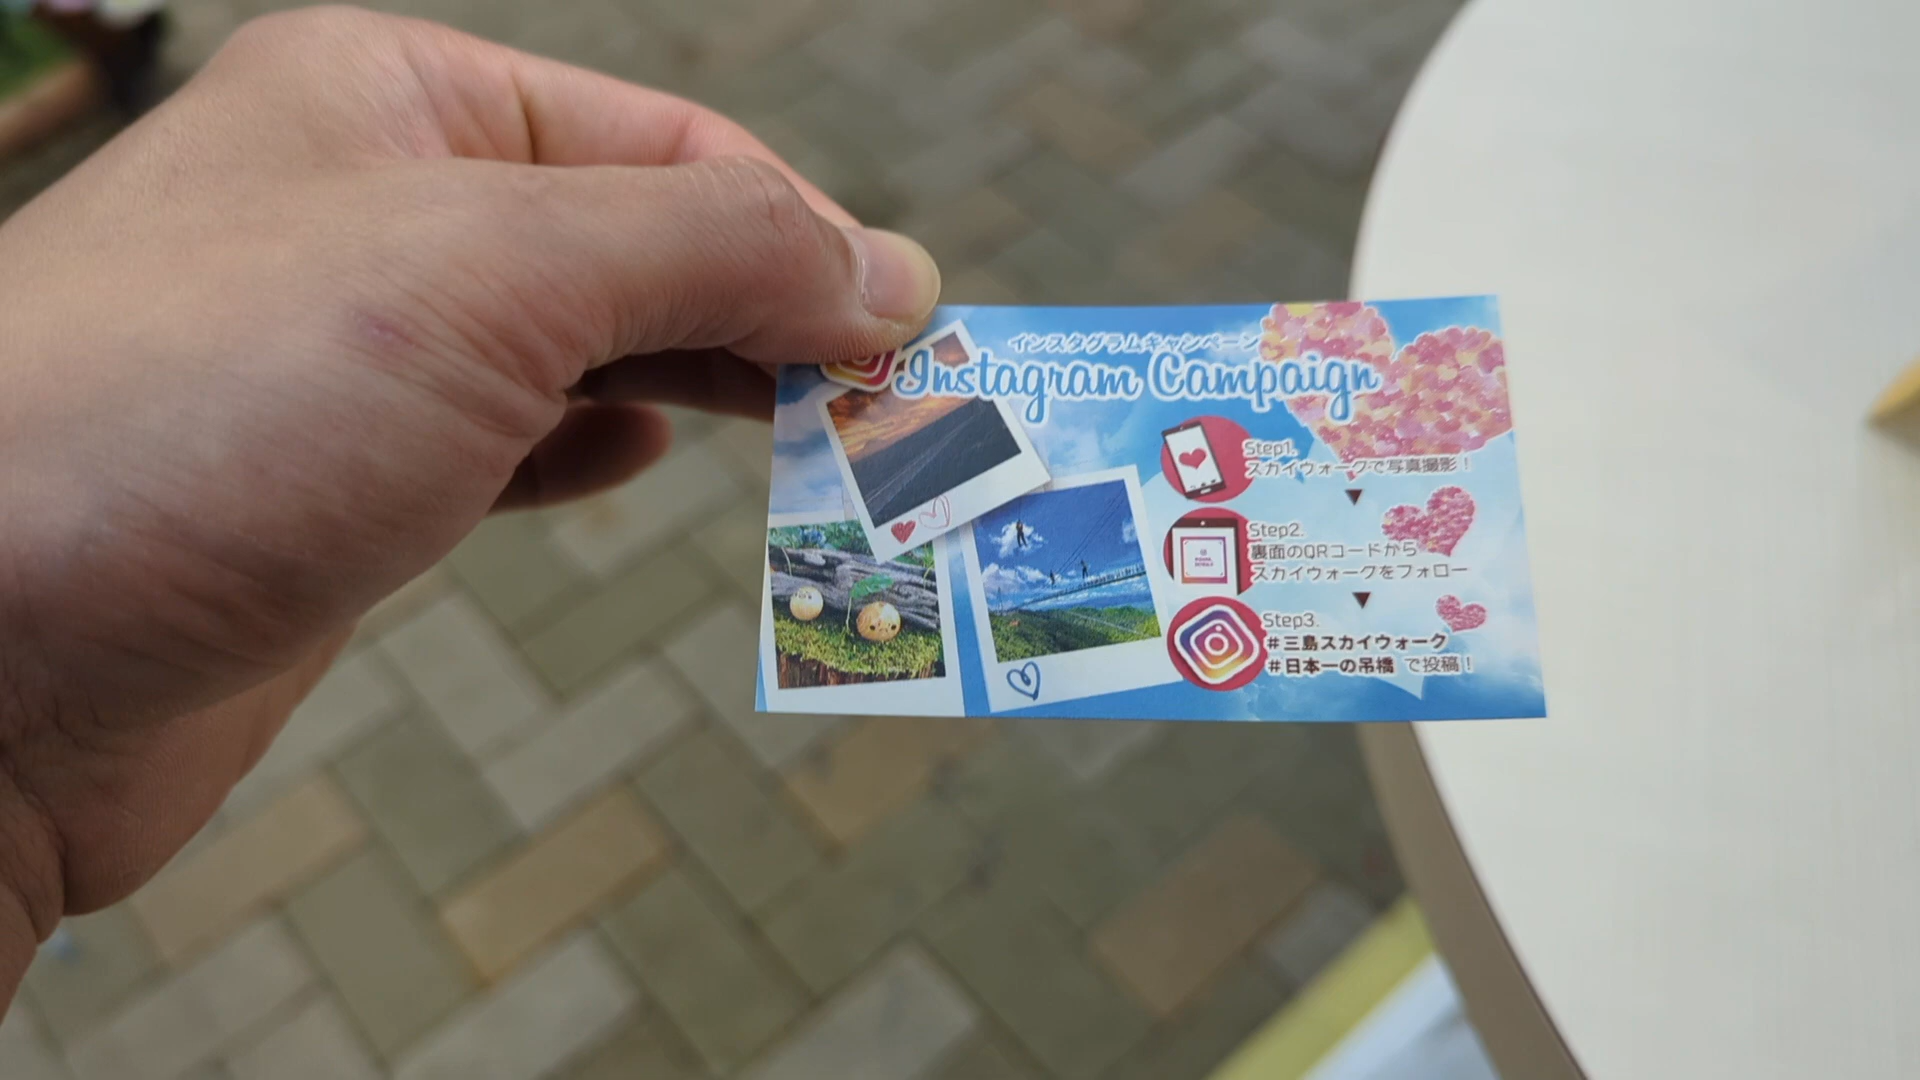 インスタグラムキャンペーン
Instagram Campaign
Step1.
スカイウォークで写真撮影！
Step2.
裏面のQRコードから
スカイウォークをフォロー
Step3.
#三島スカイウォーク
#日本一の吊橋 で投稿！